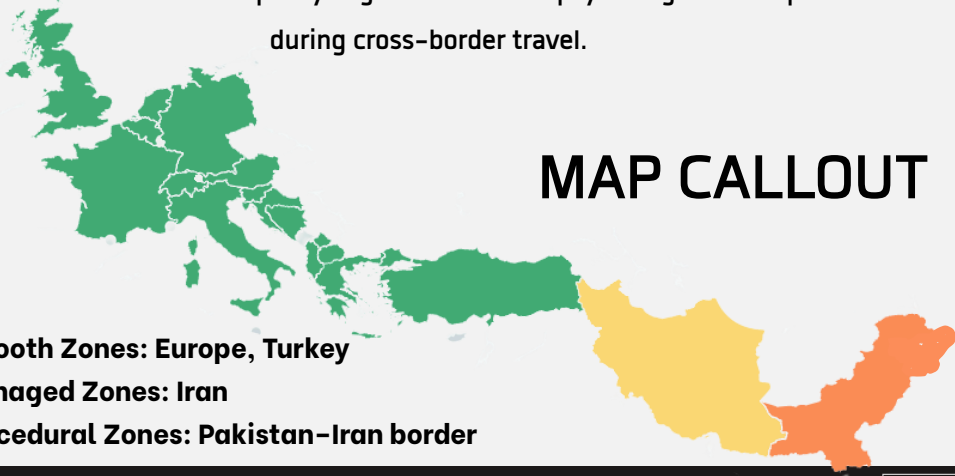 during cross-border travel.
MAP CALLOUT
ooth Zones: Europe, Turkey
naged Zones: Iran
cedural Zones: Pakistan-Iran border